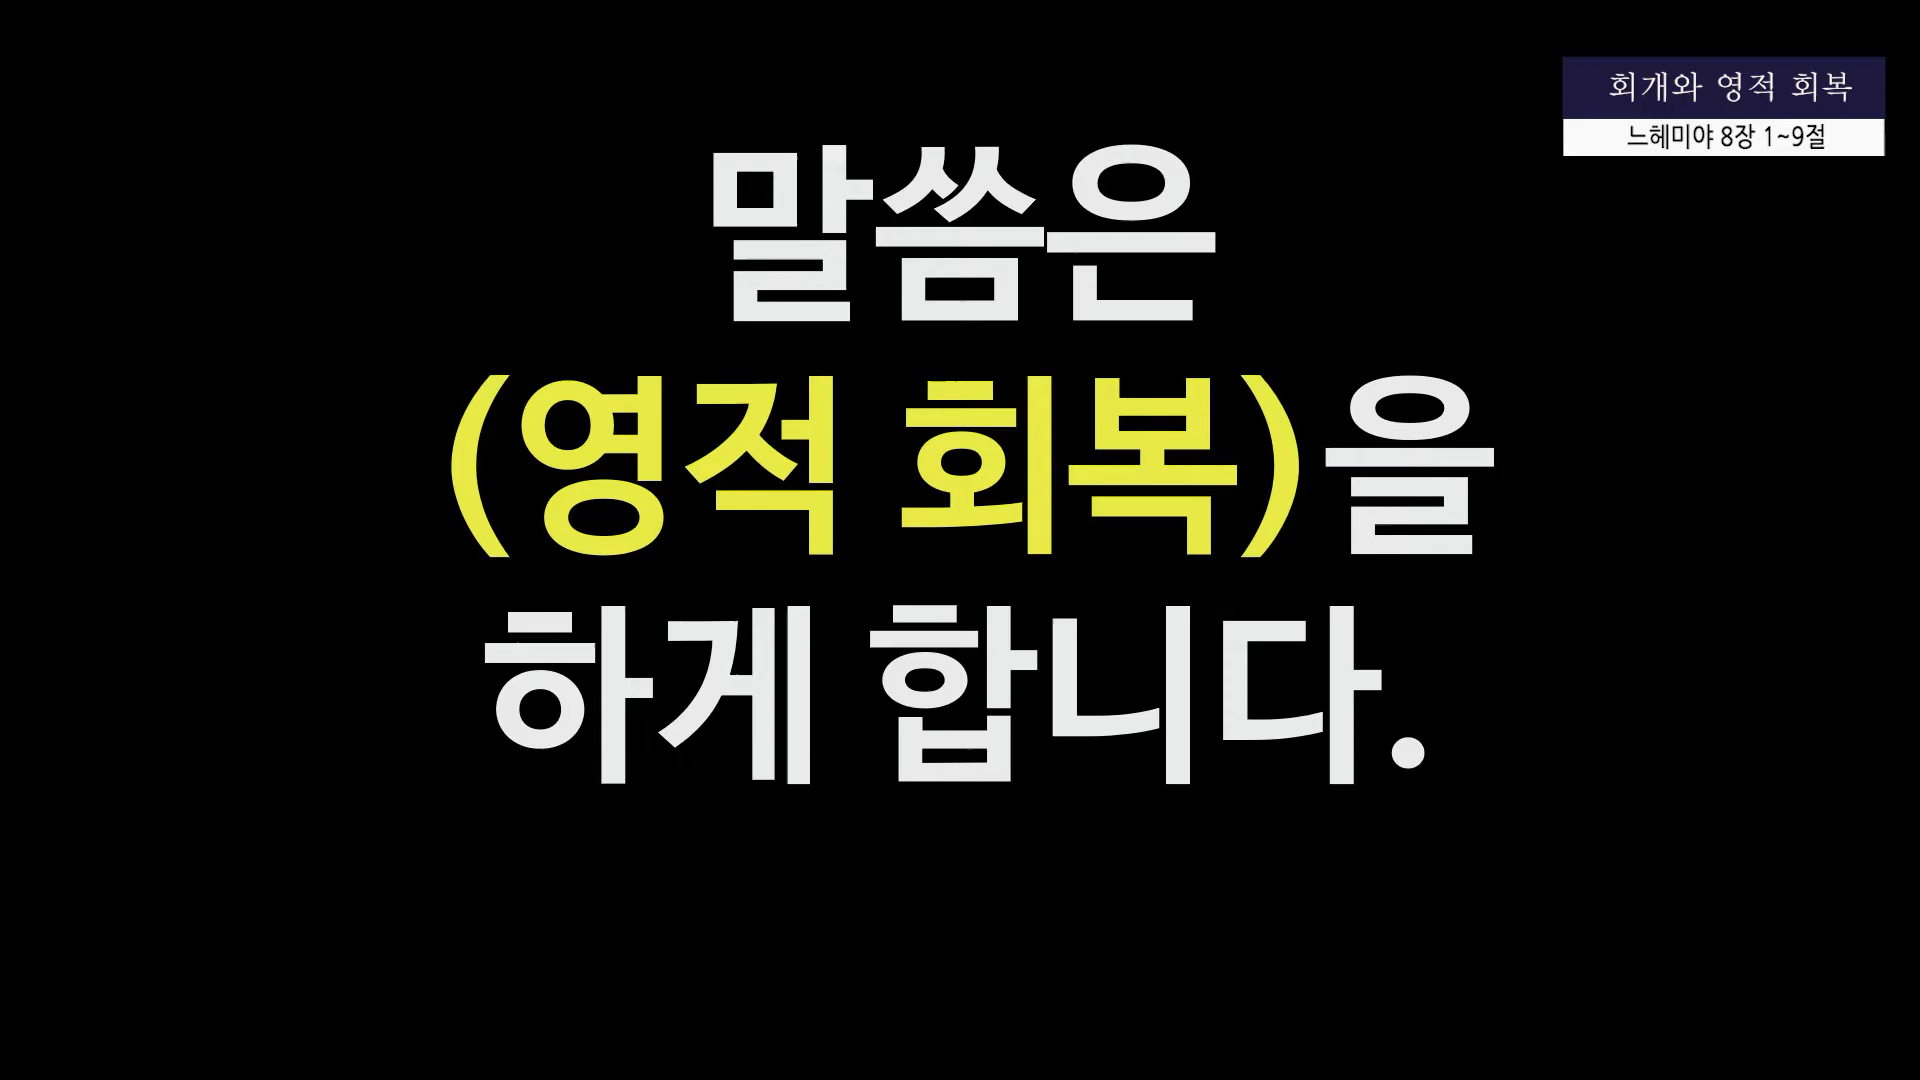 회개와 영적 회복
느헤미야 8장 1~9절
말씀은
(영적 회복)을
하게 합니다.